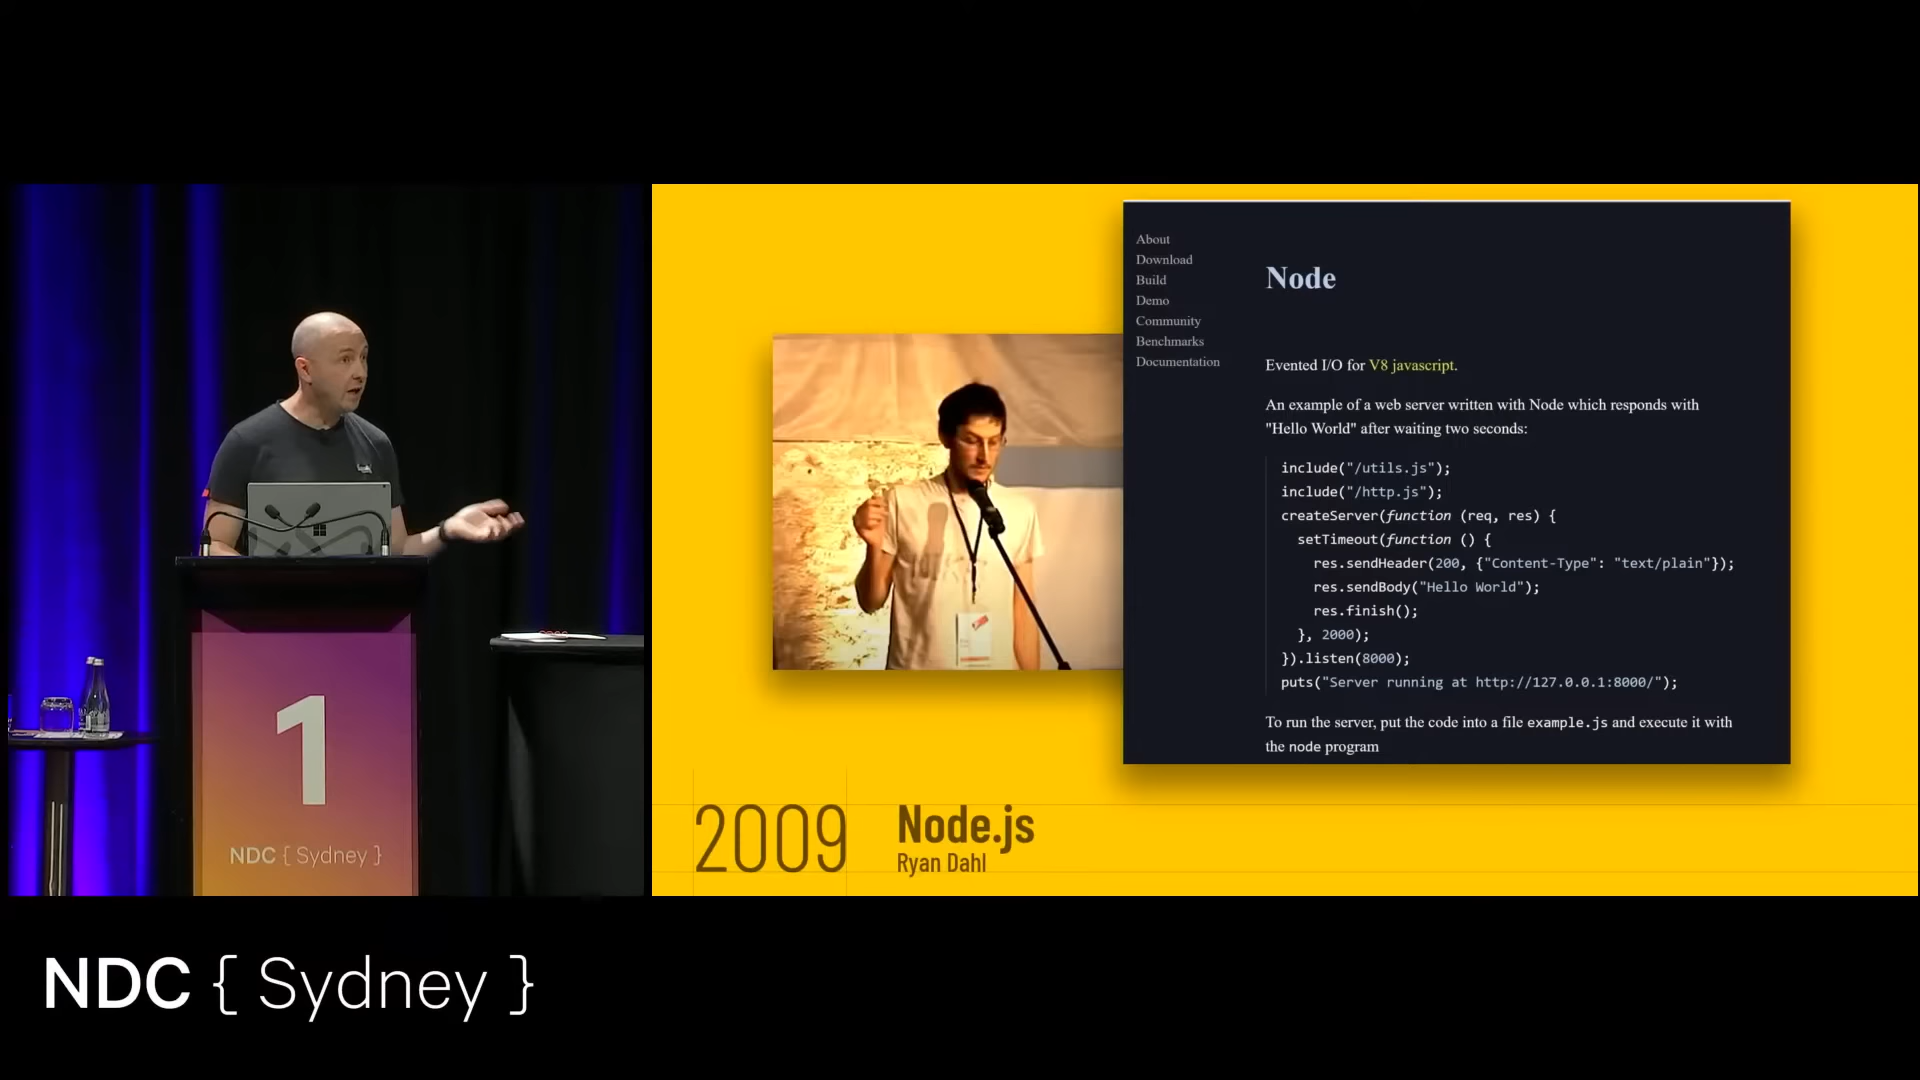 1
NDC { Sydney }
About
Download
Build
Demo
Community
Benchmarks
Documentation
Node
Evented I/O for V8 javascript.
An example of a web server written with Node which responds with
"Hello World" after waiting two seconds:
include("/utils.js");
include("/http.js");
createServer(function (req, res) {
setTimeout(function () {
res.sendHeader(200, {"Content-Type": "text/plain"});
res.sendBody("Hello World");
res.finish();
}, 2000);
}).listen(8000);
puts("Server running at http://127.0.0.1:8000/");
To run the server, put the code into a file example.js and execute it with
the node program
2009
Node.js
Ryan Dahl
NDC { Sydney }